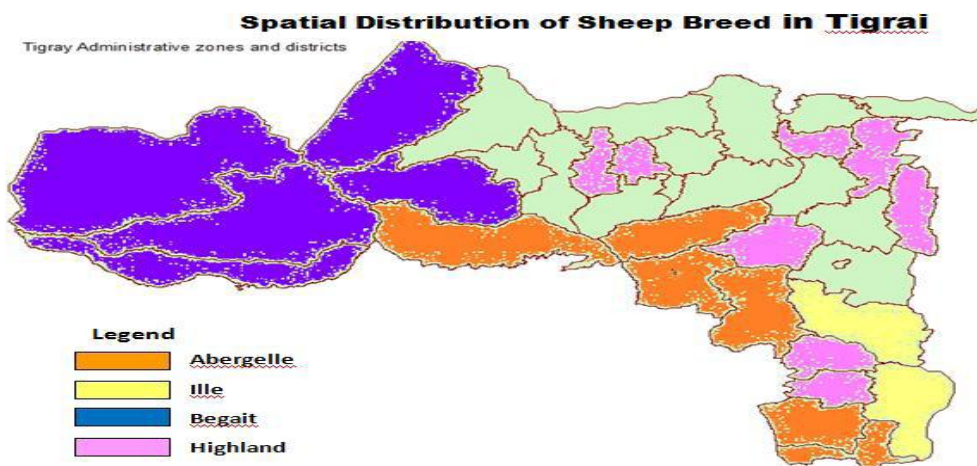 Spatial Distribution of Sheep Breed in Tigrai
Tigray Administrative zones and districts
Legend
Abergelle
Ille
Begait
Highland